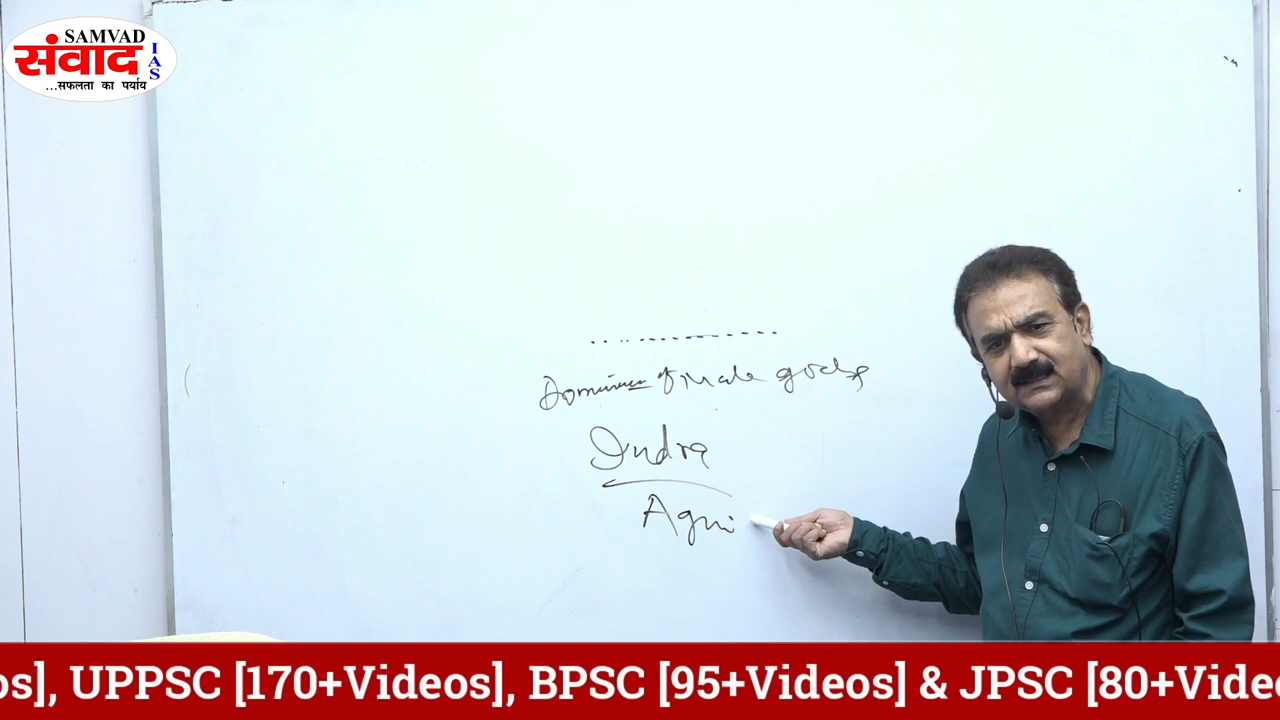 SAMVAD
संवाद
IAS
...सफलता का पर्याय
Dominance of male gods
Indra
Agni
os], UPPSC [170+Videos], BPSC [95+Videos] & JPSC [80+Vide